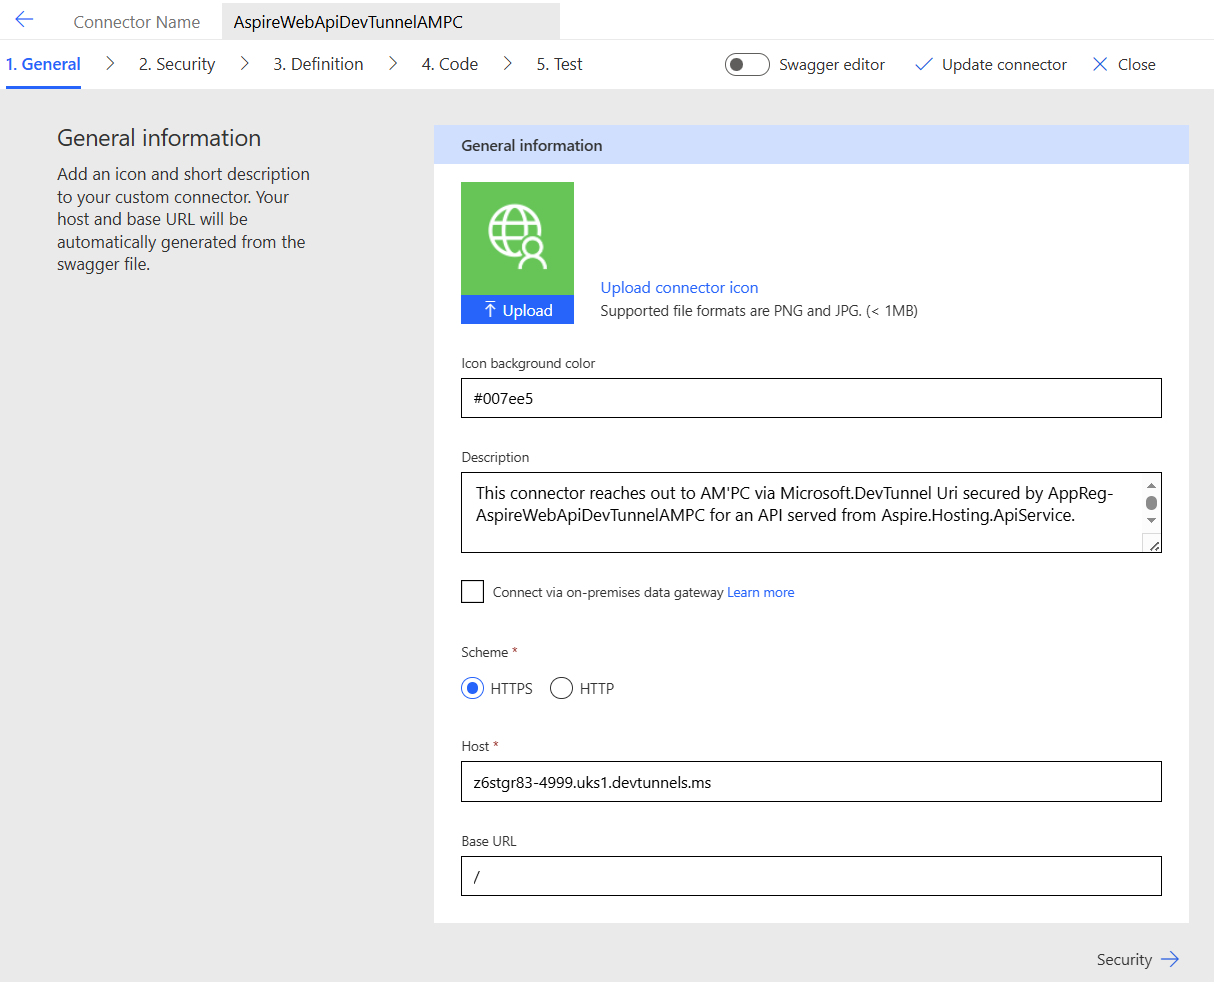 Connector Name
AspireWebApiDevTunnelAMPC
1. General
2. Security
3. Definition
4. Code
5. Test
Swagger editor
Update connector
Close
General information
Add an icon and short description
to your custom connector. Your
host and base URL will be
automatically generated from the
swagger file.
General information
Upload
Upload connector icon
Supported file formats are PNG and JPG. (< 1MB)
Icon background color
#007ee5
Description
This connector reaches out to AM'PC via Microsoft.DevTunnel Uri secured by AppReg-
AspireWebApiDevTunnelAMPC for an API served from Aspire.Hosting.ApiService.
Connect via on-premises data gateway Learn more
Scheme *
HTTPS
HTTP
Host *
z6stgr83-4999.uks1.devtunnels.ms
Base URL
/
Security